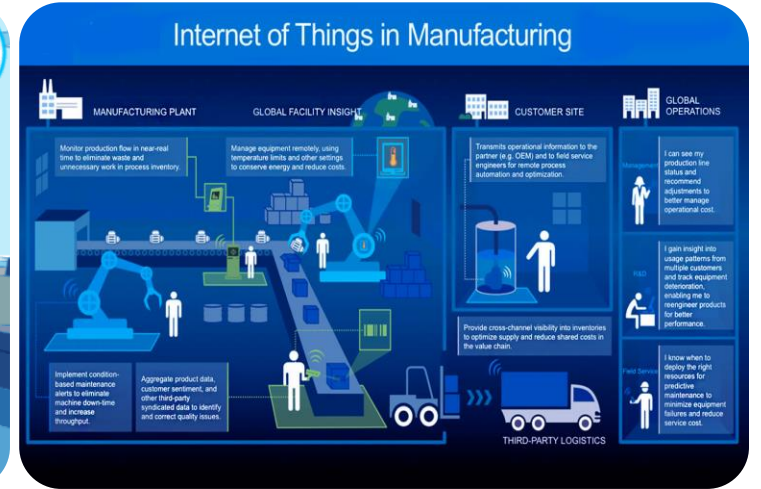 Internet of Things in Manufacturing
MANUFACTURING PLANT
GLOBAL FACILITY INSIGHT
CUSTOMER SITE
GLOBAL
OPERATIONS
Monitor production flow in near-real
time to eliminate waste and
unnecessary work in process inventory.
Manage equipment remotely, using
temperature limits and other settings
to conserve energy and reduce costs.
Transmits operational information to the
partner (e.g. OEM) and to field service
engineers for remote process
automation and optimization.
Management
I can see my
production line
status and
recommend
adjustments to
better manage
operational cost.
R&D
I gain insight into
usage patterns from
multiple customers
and track equipment
deterioration,
enabling me to
reengineer products
for better
performance.
Provide cross-channel visibility into inventories
to optimize supply and reduce shared costs in
the value chain.
Implement condition-
based maintenance
alerts to eliminate
machine down-time
and increase
throughput.
Aggregate product data,
customer sentiment, and
other third-party
syndicated data to identify
and correct quality issues.
Field Service
I know when to
deploy the right
resources for
predictive
maintenance to
minimize equipment
failures and reduce
service cost.
THIRD-PARTY LOGISTICS